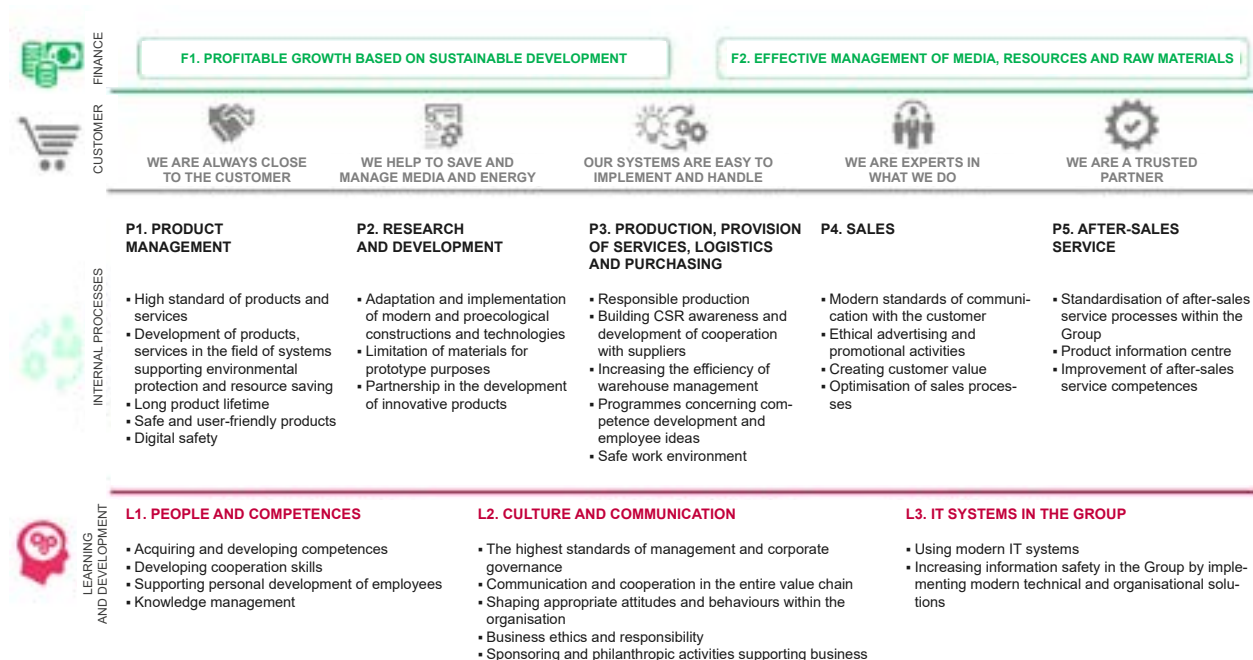 FINANCE
F1. PROFITABLE GROWTH BASED ON SUSTAINABLE DEVELOPMENT
F2. EFFECTIVE MANAGEMENT OF MEDIA, RESOURCES AND RAW MATERIALS
CUSTOMER
WE ARE ALWAYS CLOSE
TO THE CUSTOMER
WE HELP TO SAVE AND
MANAGE MEDIA AND ENERGY
OUR SYSTEMS ARE EASY TO
IMPLEMENT AND HANDLE
WE ARE EXPERTS IN
WHAT WE DO
WE ARE A TRUSTED
PARTNER
INTERNAL PROCESSES
P1. PRODUCT
MANAGEMENT
▪ High standard of products and
services
▪ Development of products,
services in the field of systems
supporting environmental
protection and resource saving
▪ Long product lifetime
▪ Safe and user-friendly products
▪ Digital safety
P2. RESEARCH
AND DEVELOPMENT
▪ Adaptation and implementation
of modern and proecological
constructions and technologies
▪ Limitation of materials for
prototype purposes
▪ Partnership in the development
of innovative products
P3. PRODUCTION, PROVISION
OF SERVICES, LOGISTICS
AND PURCHASING
▪ Responsible production
▪ Building CSR awareness and
development of cooperation
with suppliers
▪ Increasing the efficiency of
warehouse management
▪ Programmes concerning com-
petence development and
employee ideas
▪ Safe work environment
P4. SALES
▪ Modern standards of communi-
cation with the customer
▪ Ethical advertising and
promotional activities
▪ Creating customer value
▪ Optimisation of sales proces-
ses
P5. AFTER-SALES
SERVICE
▪ Standardisation of after-sales
service processes within the
Group
▪ Product information centre
▪ Improvement of after-sales
service competences
LEARNING
AND DEVELOPMENT
L1. PEOPLE AND COMPETENCES
▪ Acquiring and developing competences
▪ Developing cooperation skills
▪ Supporting personal development of employees
▪ Knowledge management
L2. CULTURE AND COMMUNICATION
▪ The highest standards of management and corporate
governance
▪ Communication and cooperation in the entire value chain
▪ Shaping appropriate attitudes and behaviours within the
organisation
▪ Business ethics and responsibility
▪ Sponsoring and philanthropic activities supporting business
L3. IT SYSTEMS IN THE GROUP
▪ Using modern IT systems
▪ Increasing information safety in the Group by imple-
menting modern technical and organisational solu-
tions